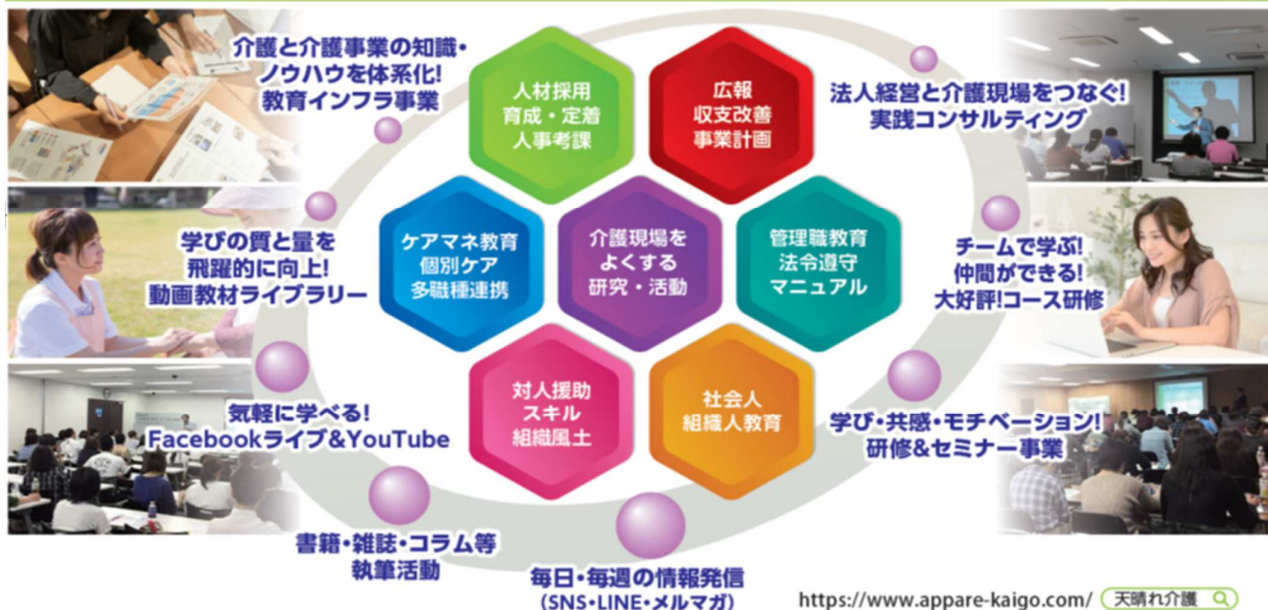 介護と介護事業の知識・
ノウハウを体系化!
教育インフラ事業
学びの質と量を
飛躍的に向上!
動画教材ライブラリー
気軽に学べる!
Facebookライブ&YouTube
書籍・雑誌・コラム等
執筆活動
毎日・毎週の情報発信
(SNS・LINE・メルマガ)
人材採用
育成・定着
人事考課
広報
収支改善
事業計画
ケアマネ教育
個別ケア
多職種連携
介護現場を
よくする
研究・活動
管理職教育
法令遵守
マニュアル
対人援助
スキル
組織風土
社会人
組織人教育
法人経営と介護現場をつなぐ!
実践コンサルティング
チームで学ぶ!
仲間ができる!
大好評!コース研修
学び・共感・モチベーション!
研修&セミナー事業
https://www.appare-kaigo.com/ 天晴れ介護